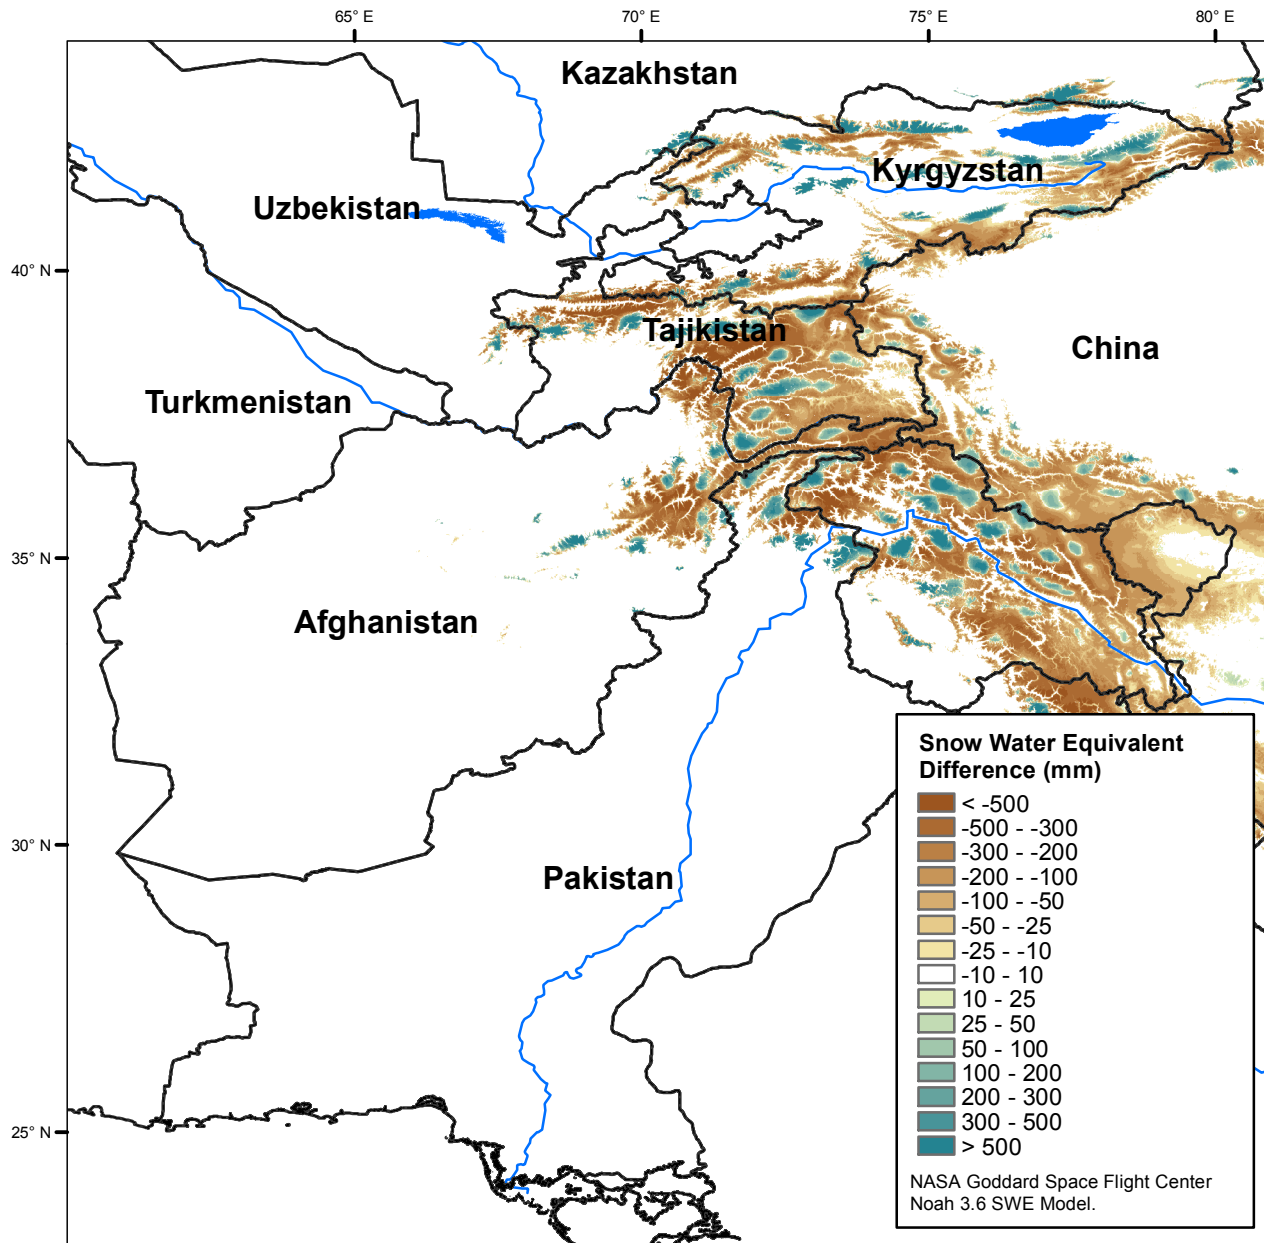 65° E
70° E
75° E
80° E
Kazakhstan
Kyrgyzstan
Uzbekistan
40° N
Tajikistan
China
Turkmenistan
35° N
Afghanistan
Snow Water Equivalent
Difference (mm)
< -500
-500 - -300
-300 - -200
-200 - -100
-100 - -50
-50 - -25
-25 - -10
-10 - 10
10 - 25
25 - 50
50 - 100
100 - 200
200 - 300
300 - 500
> 500
NASA Goddard Space Flight Center
Noah 3.6 SWE Model.
30° N
Pakistan
25° N